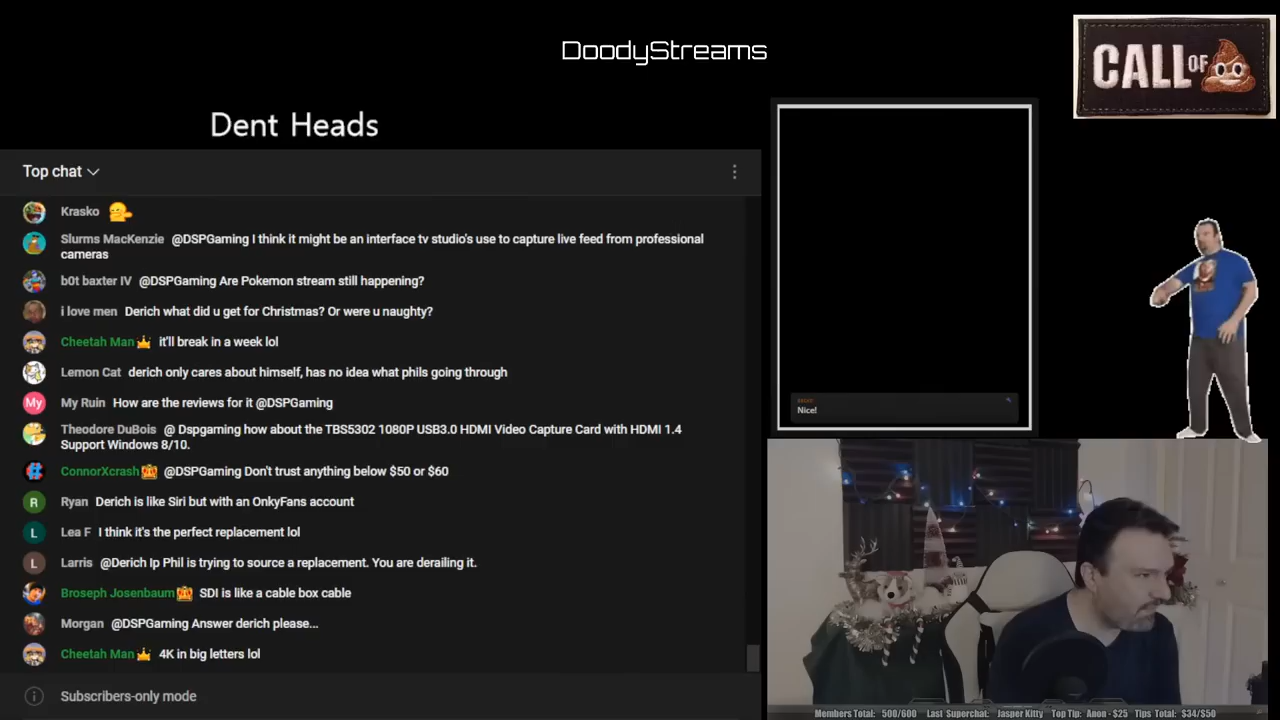 DoodyStreams
CALL OF
Dent Heads
Top chat
Krasko
Slurms MacKenzie @DSPGaming I think it might be an interface tv studio's use to capture live feed from professional
cameras
b0t baxter IV @DSPGaming Are Pokemon stream still happening?
i love men Derich what did u get for Christmas? Or were u naughty?
Cheetah Man it'll break in a week lol
Lemon Cat derich only cares about himself, has no idea what phils going through
My My Ruin How are the reviews for it @DSPGaming
Theodore DuBois @ Dspgaming how about the TBS5302 1080P USB3.0 HDMI Video Capture Card with HDMI 1.4
Support Windows 8/10.
ConnorXcrash @DSPGaming Don't trust anything below $50 or $60
R Ryan Derich is like Siri but with an OnkyFans account
L Lea F I think it's the perfect replacement lol
L Larris @Derich Ip Phil is trying to source a replacement. You are derailing it.
Broseph Josenbaum SDI is like a cable box cable
Morgan @DSPGaming Answer derich please...
Cheetah Man 4K in big letters lol
Subscribers-only mode
Nice!
Members Total: 508/600 Last Superchat: Jasper Kitty Top Tip: Anon - $25 Tips Total: $34/$50